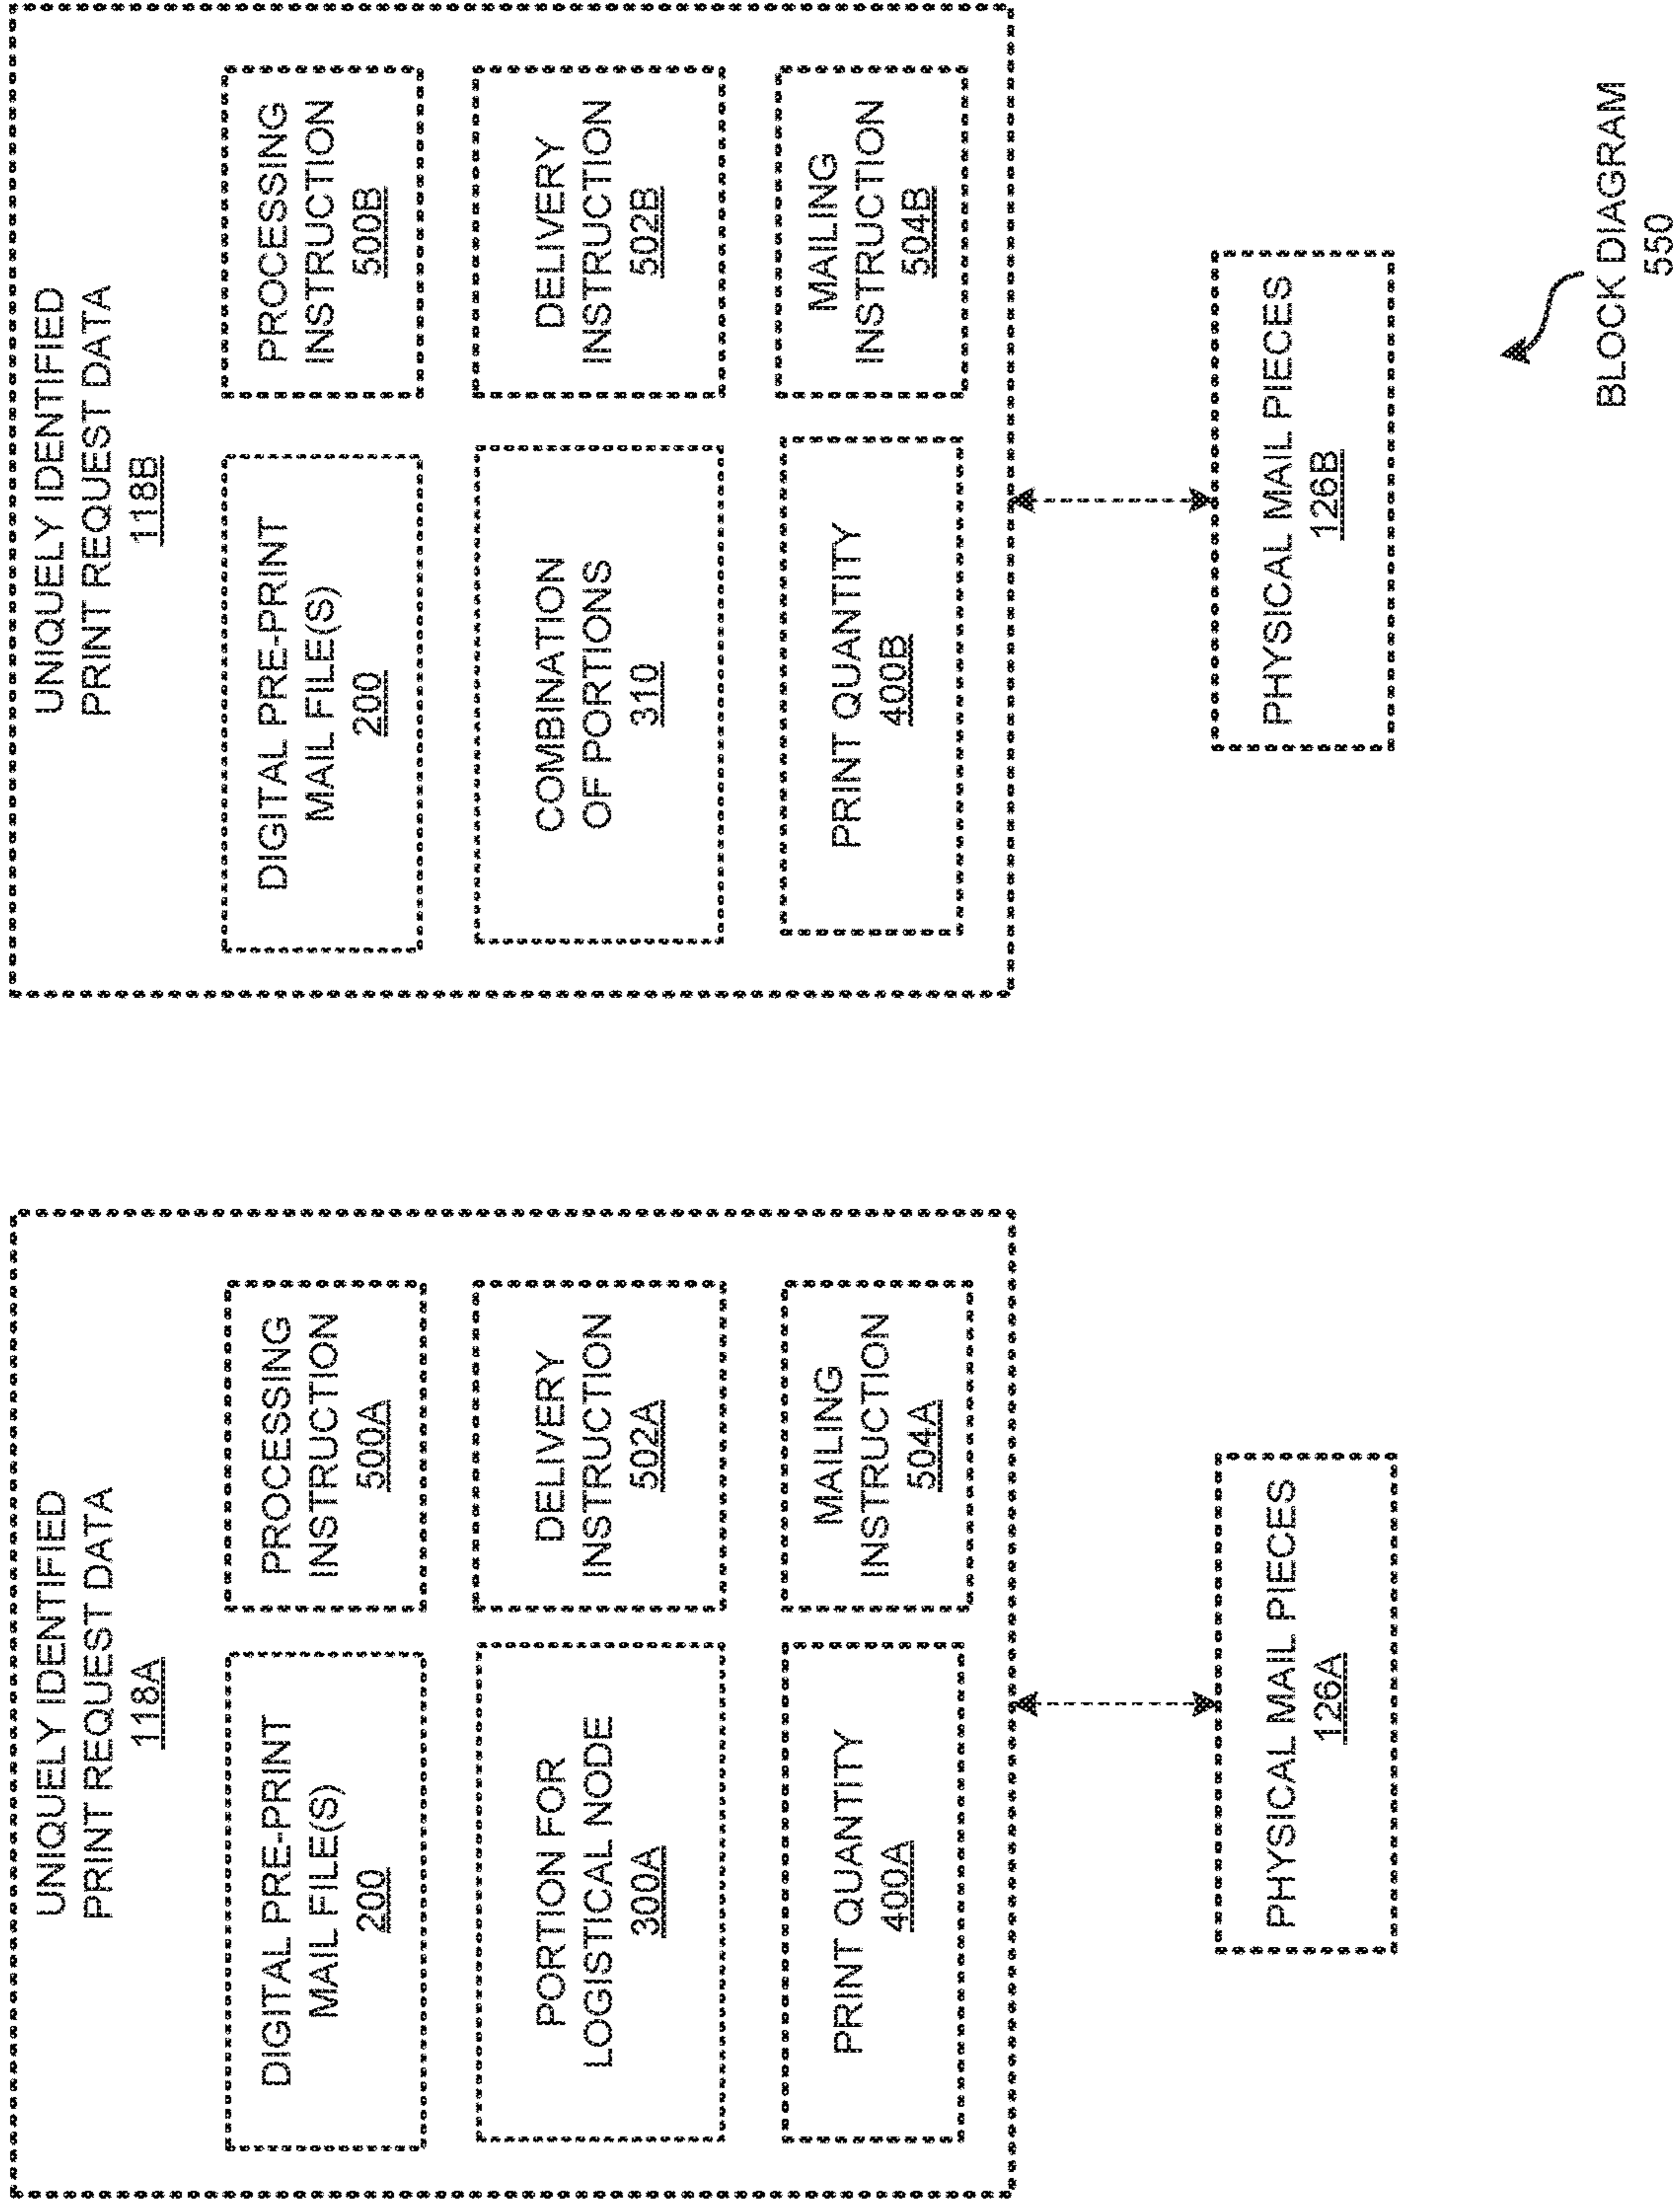 UNIQUELY IDENTIFIED
PRINT REQUEST DATA
118A
DIGITAL PRE-PRINT
MAIL FILE(S)
200
PROCESSING
INSTRUCTION
500A
PORTION FOR
LOGISTICAL NODE
300A
DELIVERY
INSTRUCTION
502A
PRINT QUANTITY
400A
MAILING
INSTRUCTION
504A
PHYSICAL MAIL PIECES
126A
UNIQUELY IDENTIFIED
PRINT REQUEST DATA
118B
DIGITAL PRE-PRINT
MAIL FILE(S)
200
PROCESSING
INSTRUCTION
500B
COMBINATION
OF PORTIONS
310
DELIVERY
INSTRUCTION
502B
PRINT QUANTITY
400B
MAILING
INSTRUCTION
504B
PHYSICAL MAIL PIECES
126B
BLOCK DIAGRAM
550